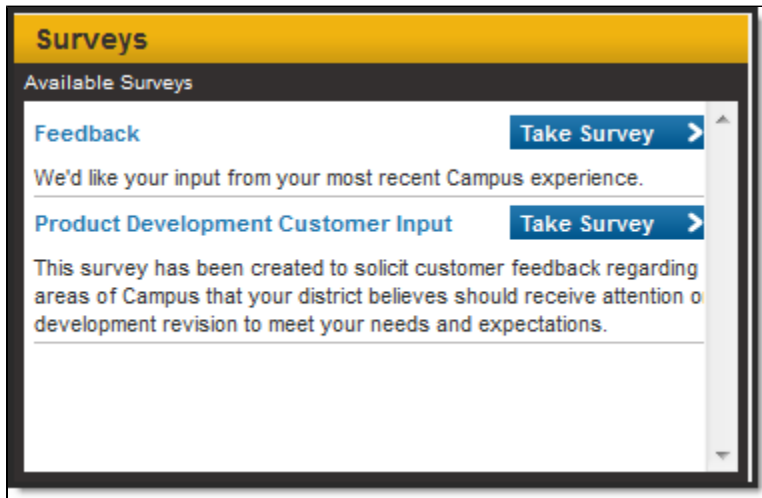 Surveys
Available Surveys
Feedback
Take Survey
We'd like your input from your most recent Campus experience.
Product Development Customer Input
Take Survey
This survey has been created to solicit customer feedback regarding
areas of Campus that your district believes should receive attention o
development revision to meet your needs and expectations.